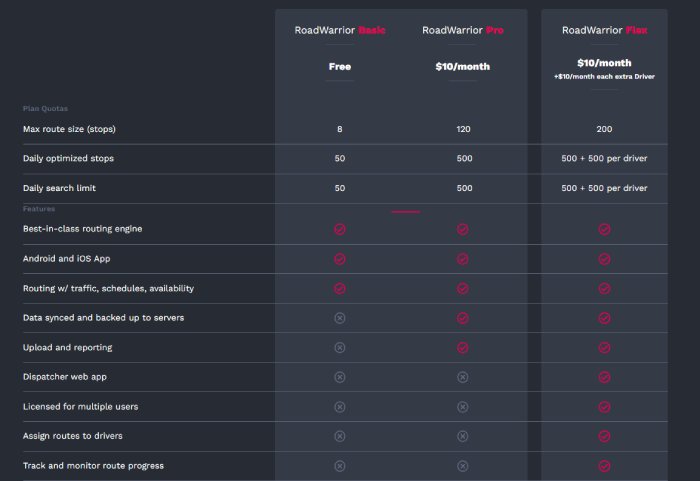 RoadWarrior Basic RoadWarrior Pro RoadWarrior Flex
Free $10/month $10/month
+$10/month each extra Driver
Plan Quotas
Max route size (stops) 8 120 200
Daily optimized stops 50 500 500 + 500 per driver
Daily search limit 50 500 500 + 500 per driver
Features
Best-in-class routing engine
Android and iOS App
Routing w/ traffic, schedules, availability
Data synced and backed up to servers
Upload and reporting
Dispatcher web app
Licensed for multiple users
Assign routes to drivers
Track and monitor route progress